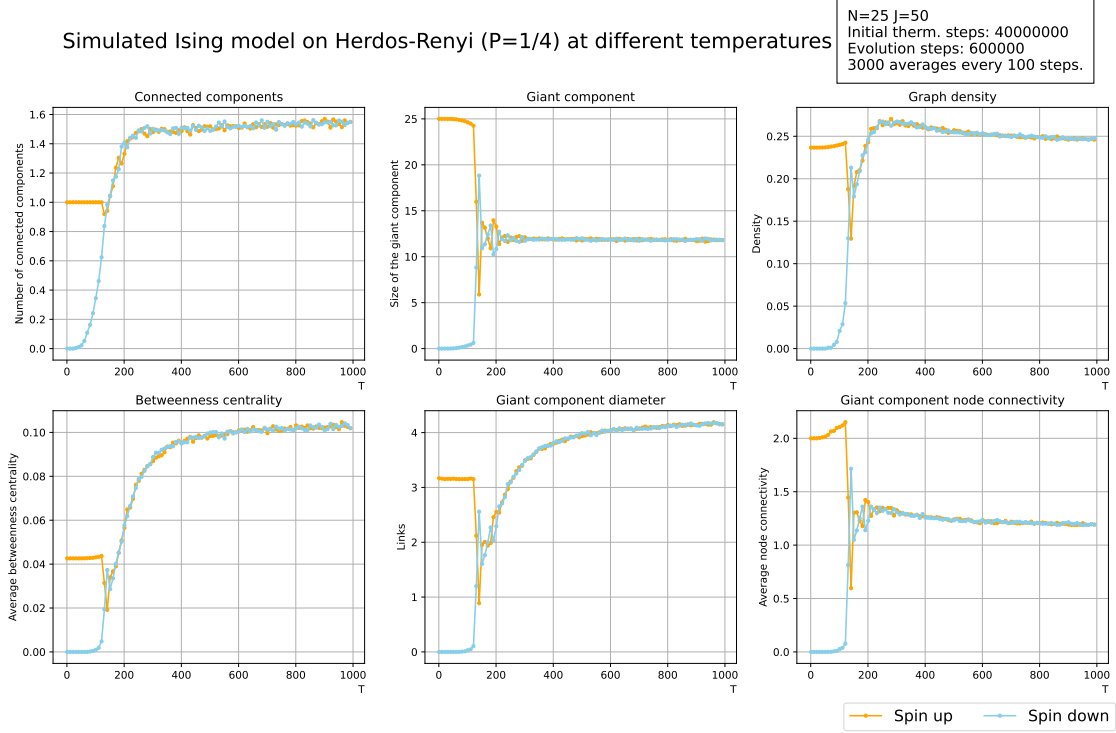 Simulated Ising model on Herdos-Renyi (P=1/4) at different temperatures
N=25 J=50
Initial therm. steps: 40000000
Evolution steps: 600000
3000 averages every 100 steps.
Connected components
Number of connected components
1.6
1.4
1.2
1.0
0.8
0.6
0.4
0.2
0.0
0 200 400 600 800 1000
T
Giant component
Size of the giant component
25
20
15
10
5
0
0 200 400 600 800 1000
T
Graph density
Density
0.25
0.20
0.15
0.10
0.05
0.00
0 200 400 600 800 1000
T
Betweenness centrality
Average betweenness centrality
0.10
0.08
0.06
0.04
0.02
0.00
0 200 400 600 800 1000
T
Giant component diameter
Links
4
3
2
1
0
0 200 400 600 800 1000
T
Giant component node connectivity
Average node connectivity
2.0
1.5
1.0
0.5
0.0
0 200 400 600 800 1000
T
Spin up Spin down